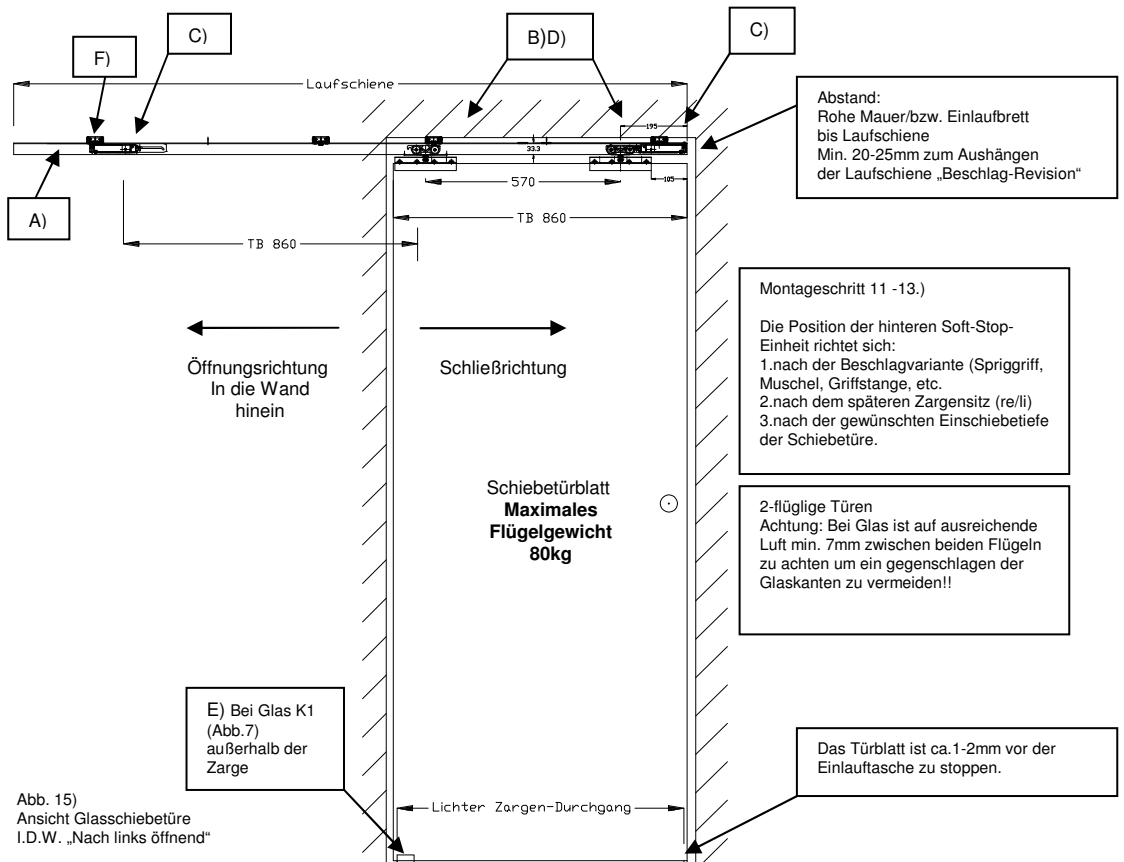 F)
C)
B)D)
C)
Laufschiene
195
33.3
Abstand:
Rohe Mauer/bzw. Einlaufbrett
bis Laufschiene
Min. 20-25mm zum Aushängen
der Laufschiene „Beschlag-Revision“
A)
570
105
TB 860
TB 860
Öffnungsrichtung
In die Wand
hinein
Schließrichtung
Montageschritt 11 -13.)
Die Position der hinteren Soft-Stop-
Einheit richtet sich:
1.nach der Beschlagvariante (Spriggriff,
Muschel, Griffstange, etc.
2.nach dem späteren Zargensitz (re/li)
3.nach der gewünschten Einschiebetiefe
der Schiebetüre.
Schiebetürblatt
Maximales
Flügelgewicht
80kg
2-flüglige Türen
Achtung: Bei Glas ist auf ausreichende
Luft min. 7mm zwischen beiden Flügeln
zu achten um ein gegenschlagen der
Glaskanten zu vermeiden!!
E) Bei Glas K1
(Abb.7)
außerhalb der
Zarge
Das Türblatt ist ca.1-2mm vor der
Einlauftasche zu stoppen.
Lichter Zargen-Durchgang
Abb. 15)
Ansicht Glasschiebetüre
I.D.W. „Nach links öffnend“